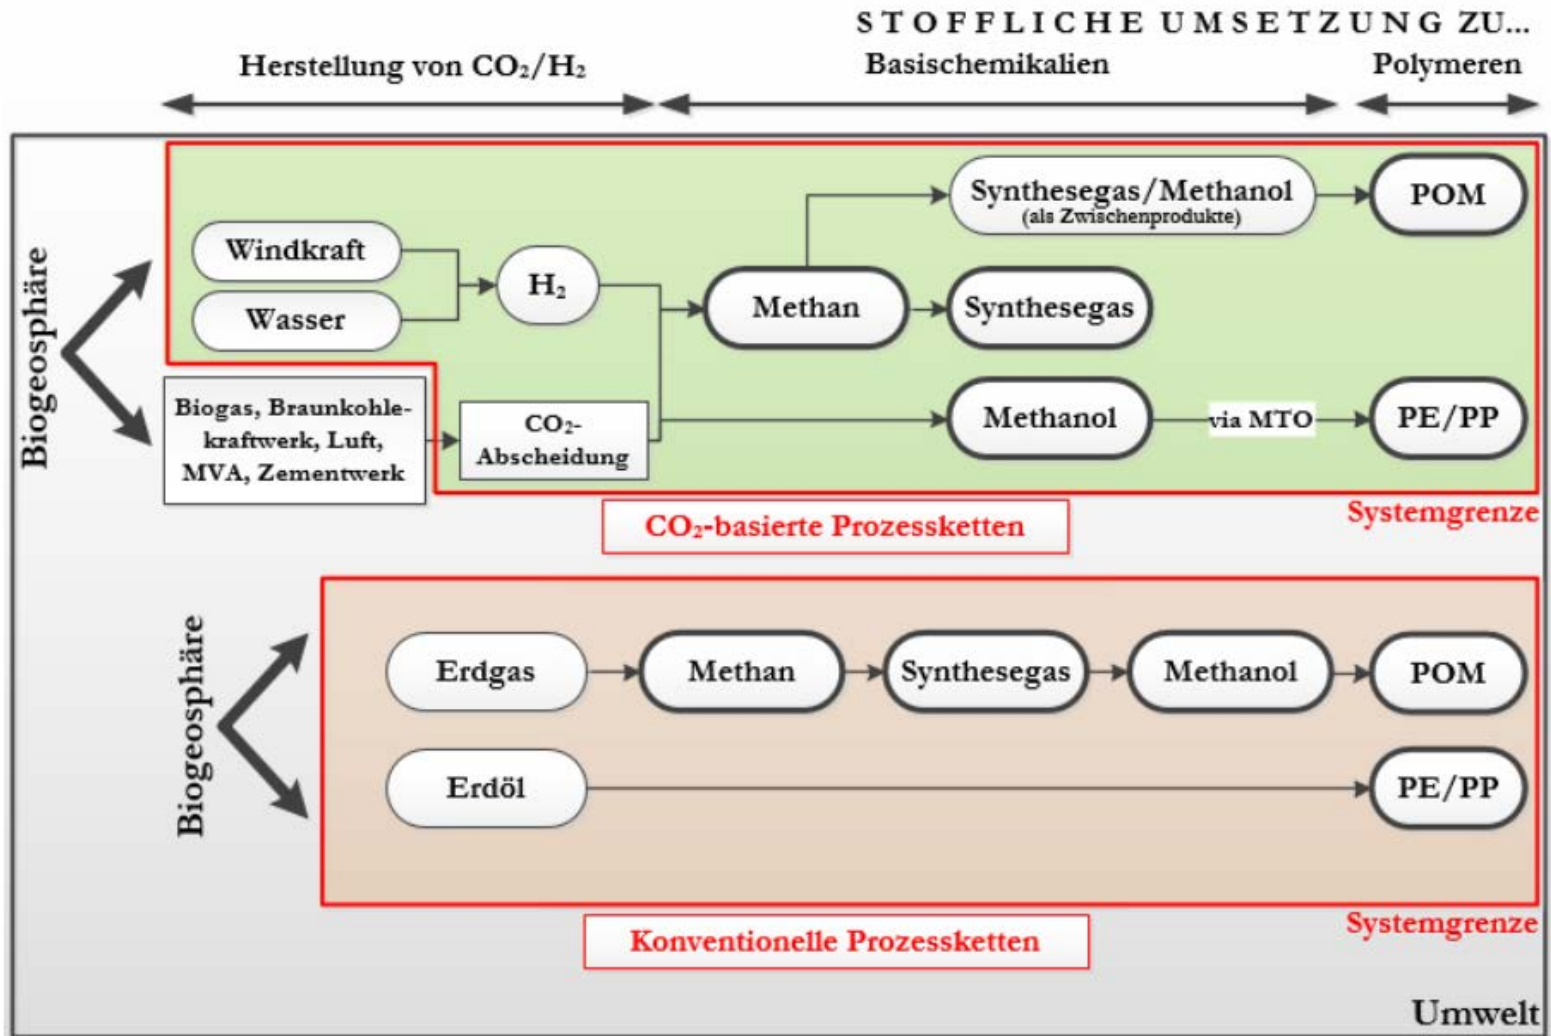 STOFFLICHE UMSETZUNG ZU...
Herstellung von CO₂/H₂
Basischemikalien
Polymeren
Biogeosphäre
Windkraft
Wasser
H₂
Methan
Synthesegas/Methanol
(als Zwischenprodukte)
POM
Synthesegas
Biogas, Braunkohle-
kraftwerk, Luft,
MVA, Zementwerk
CO₂-
Abscheidung
Methanol
via MTO
PE/PP
CO₂-basierte Prozessketten
Systemgrenze
Biogeosphäre
Erdgas
Methan
Synthesegas
Methanol
POM
Erdöl
PE/PP
Konventionelle Prozessketten
Systemgrenze
Umwelt